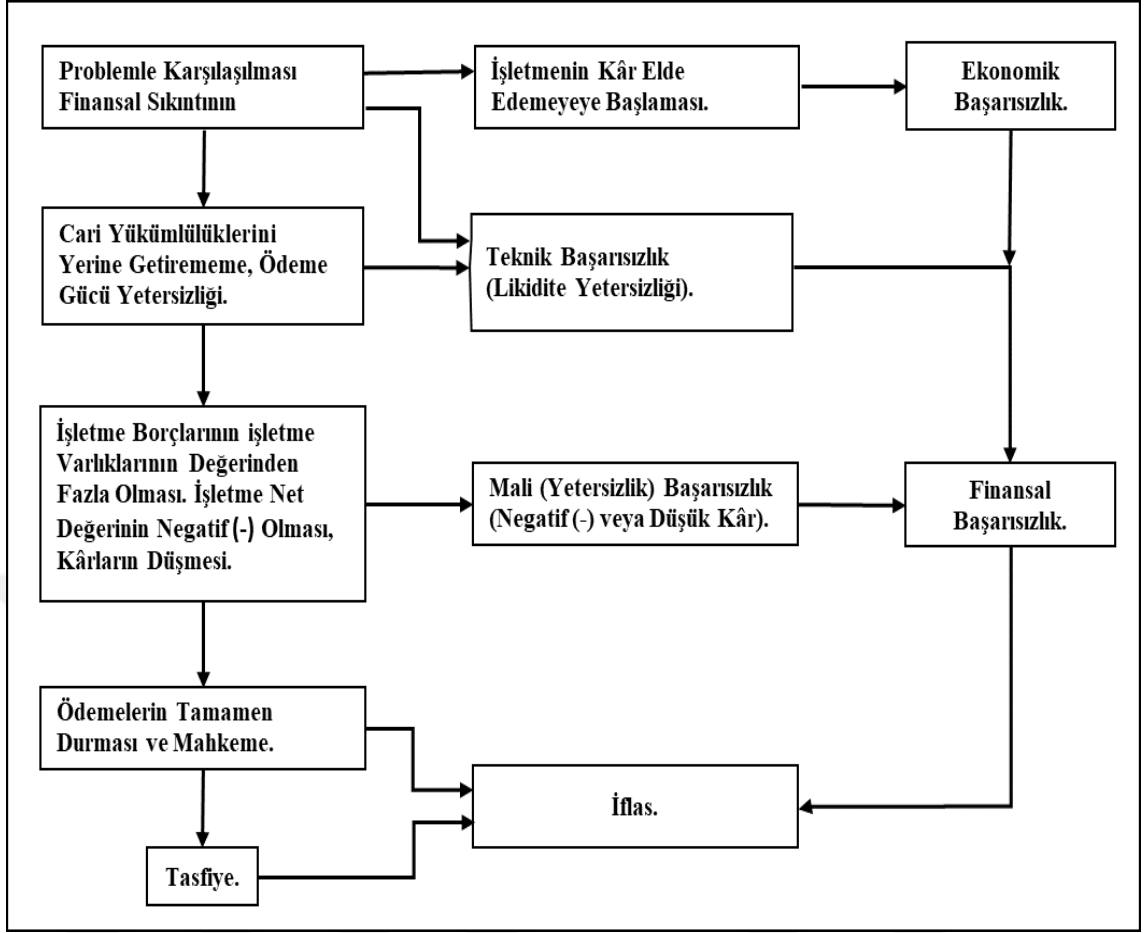 Problemle Karşılaşılması
Finansal Sıkıntının
İşletmenin Kâr Elde
Edemeyeye Başlaması.
Ekonomik
Başarısızlık.
Cari Yükümlülüklerini
Yerine Getirememe, Ödeme
Gücü Yetersizliği.
Teknik Başarısızlık
(Likidite Yetersizliği).
İşletme Borçlarının işletme
Varlıklarının Değerinden
Fazla Olması. İşletme Net
Değerinin Negatif (-) Olması,
Kârların Düşmesi.
Mali (Yetersizlik) Başarısızlık
(Negatif (-) veya Düşük Kâr).
Finansal
Başarısızlık.
Ödemelerin Tamamen
Durması ve Mahkeme.
İflas.
Tasfiye.